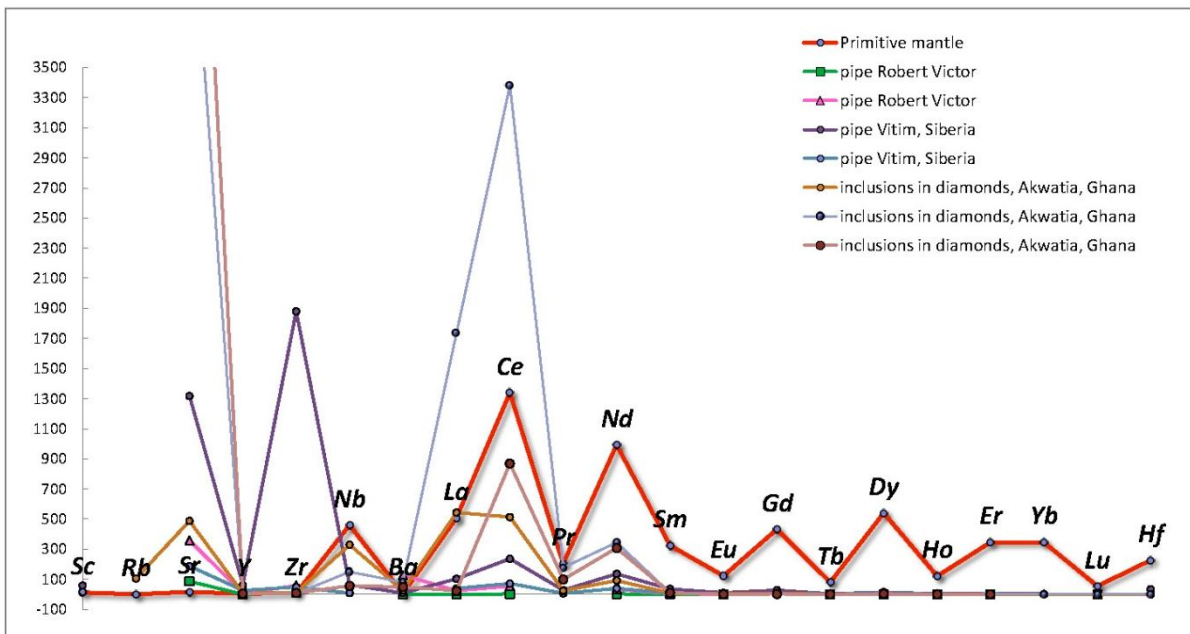 Primitive mantle
pipe Robert Victor
pipe Robert Victor
pipe Vitim, Siberia
pipe Vitim, Siberia
inclusions in diamonds, Akwatia, Ghana
inclusions in diamonds, Akwatia, Ghana
inclusions in diamonds, Akwatia, Ghana
3500
3300
3100
2900
2700
2500
2300
2100
1900
1700
1500
1300
1100
900
700
500
300
100
-100
Sc Rb Sr Y Zr Nb Ba La Ce Pr Nd Sm Eu Gd Tb Dy Ho Er Yb Lu Hf